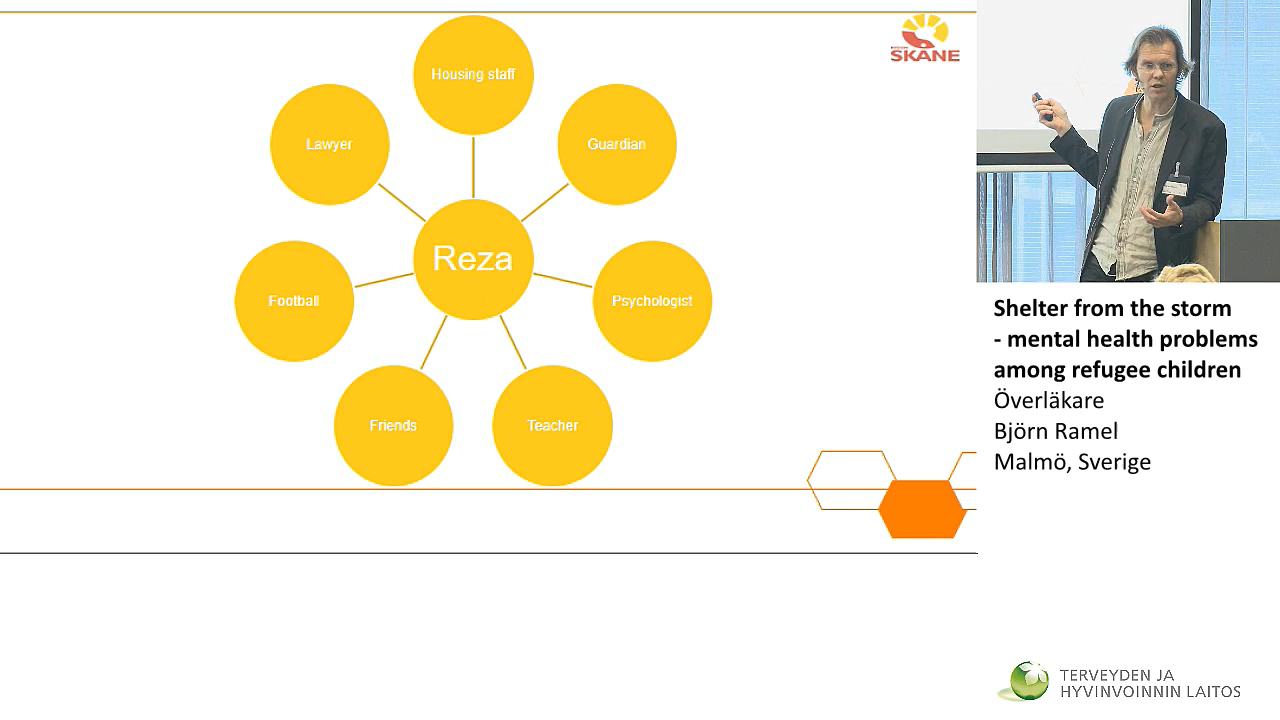 Housing staff
Lawyer
Guardian
Reza
Football
Psychologist
Friends
Teacher
SKÅNE
Shelter from the storm
- mental health problems
among refugee children
Överläkare
Björn Ramel
Malmö, Sverige
TERVEYDEN JA
HYVINVOINNIN LAITOS